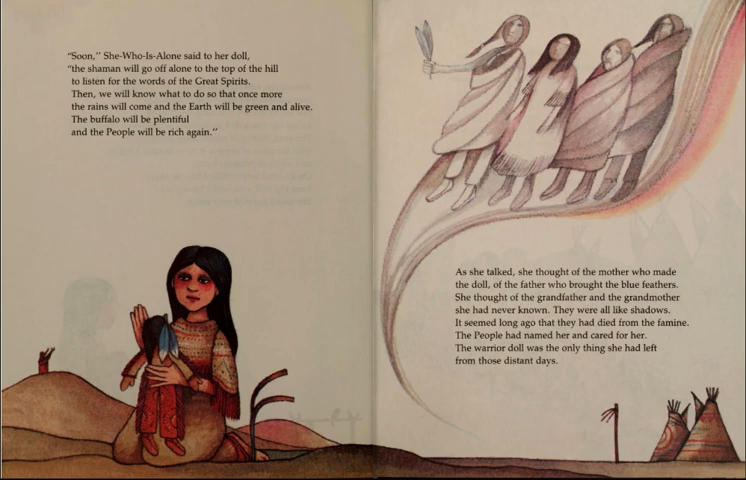 “Soon,” She-Who-Is-Alone said to her doll,
“the shaman will go off alone to the top of the hill
to listen for the words of the Great Spirits.
Then, we will know what to do so that once more
the rains will come and the Earth will be green and alive.
The buffalo will be plentiful
and the People will be rich again.”
As she talked, she thought of the mother who made
the doll, of the father who brought the blue feathers.
She thought of the grandfather and the grandmother
she had never known. They were all like shadows.
It seemed long ago that they had died from the famine.
The People had named her and cared for her.
The warrior doll was the only thing she had left
from those distant days.